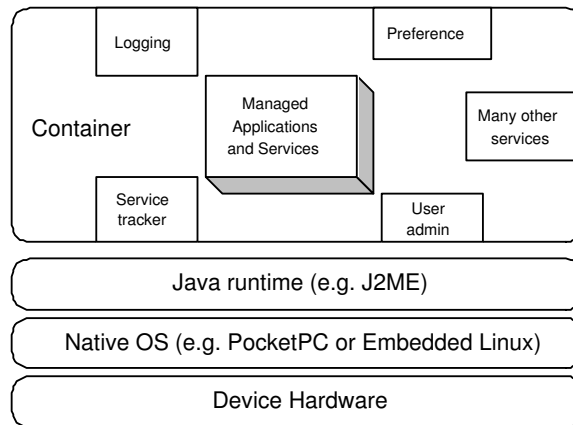 Logging
Preference
Managed
Applications
and Services
Container
Many other
services
Service
tracker
User
admin
Java runtime (e.g. J2ME)
Native OS (e.g. PocketPC or Embedded Linux)
Device Hardware